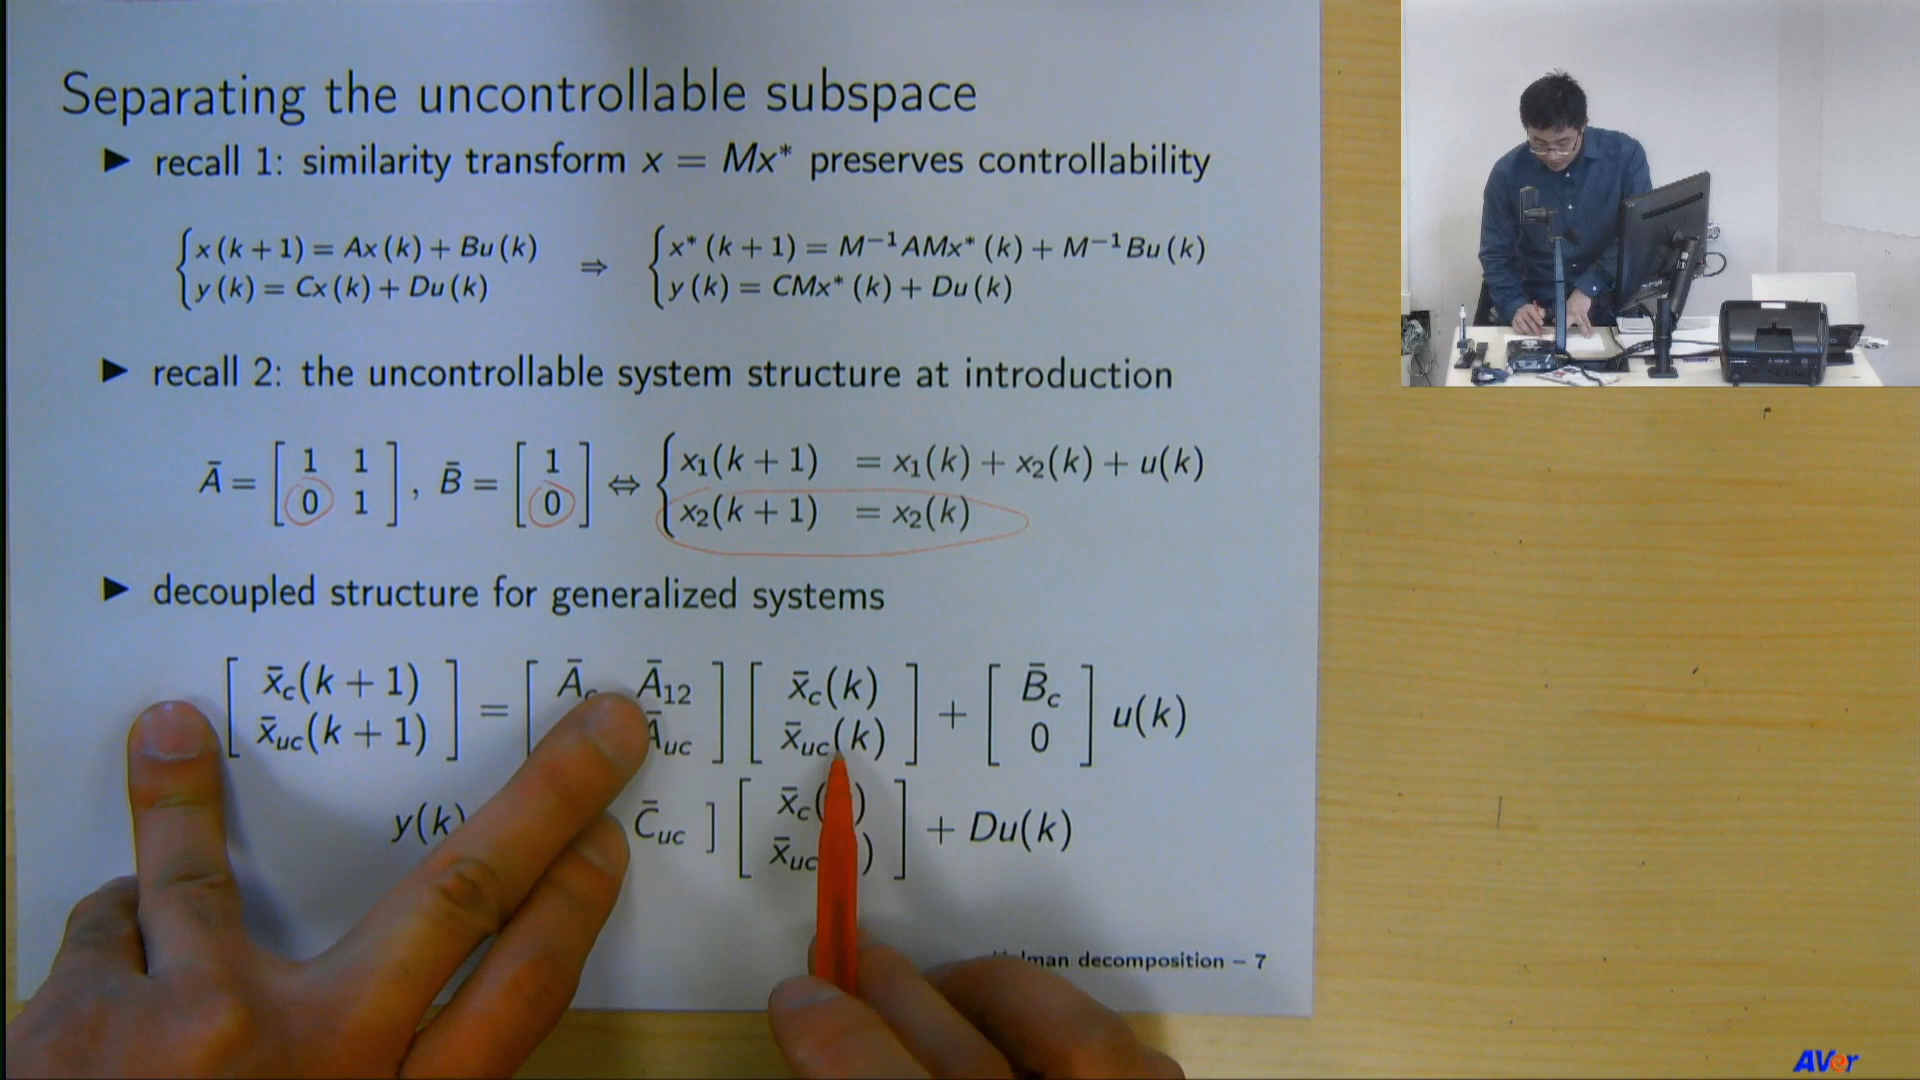 Separating the uncontrollable subspace
▶ recall 1: similarity transform x = Mx* preserves controllability
{ x(k+1) = Ax(k) + Bu(k) ⇒ { x*(k+1) = M⁻¹AMx*(k) + M⁻¹Bu(k)
y(k) = Cx(k) + Du(k) y(k) = CMx*(k) + Du(k)
▶ recall 2: the uncontrollable system structure at introduction
Ā = [ 1 1 ; 0 1 ], B̄ = [ 1 ; 0 ] ⇔ { x₁(k+1) = x₁(k) + x₂(k) + u(k)
x₂(k+1) = x₂(k)
▶ decoupled structure for generalized systems
[ x̄c(k+1) ; x̄uc(k+1) ] = [ Āc Ā12 ; Āuc ] [ x̄c(k) ; x̄uc(k) ] + [ B̄c ; 0 ] u(k)
y(k) C̄uc ] [ x̄c( ) ; x̄uc ) ] + Du(k)
decomposition – 7
AVer